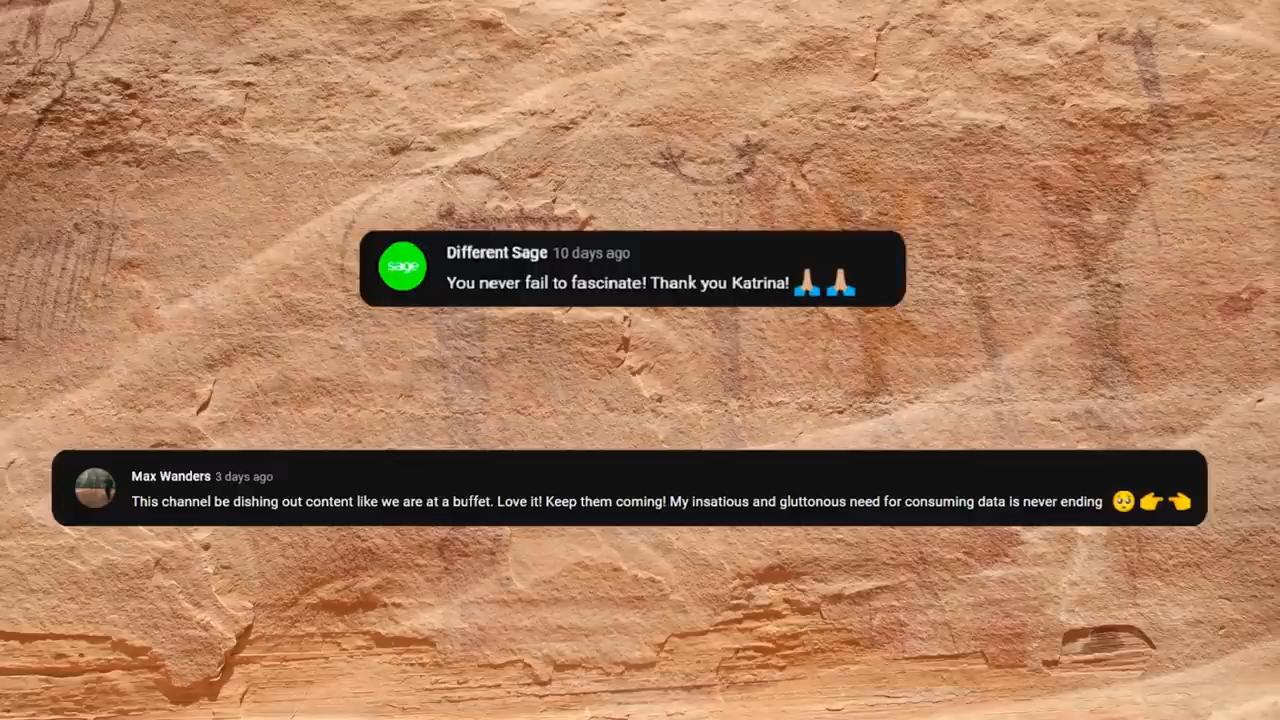 sage
Different Sage 10 days ago
You never fail to fascinate! Thank you Katrina! 🙏🏼 🙏🏼
Max Wanders 3 days ago
This channel be dishing out content like we are at a buffet. Love it! Keep them coming! My insatious and gluttonous need for consuming data is never ending 🥺 👉 👈